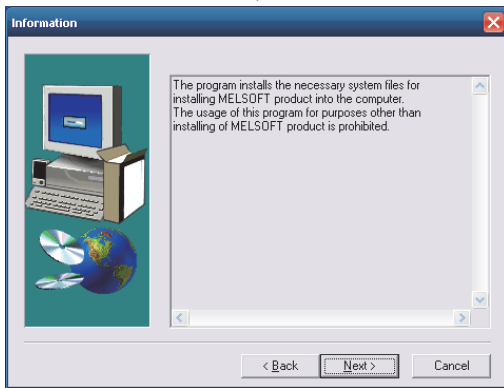 Information
The program installs the necessary system files for
installing MELSOFT product into the computer.
The usage of this program for purposes other than
installing of MELSOFT product is prohibited.
< Back
Next >
Cancel